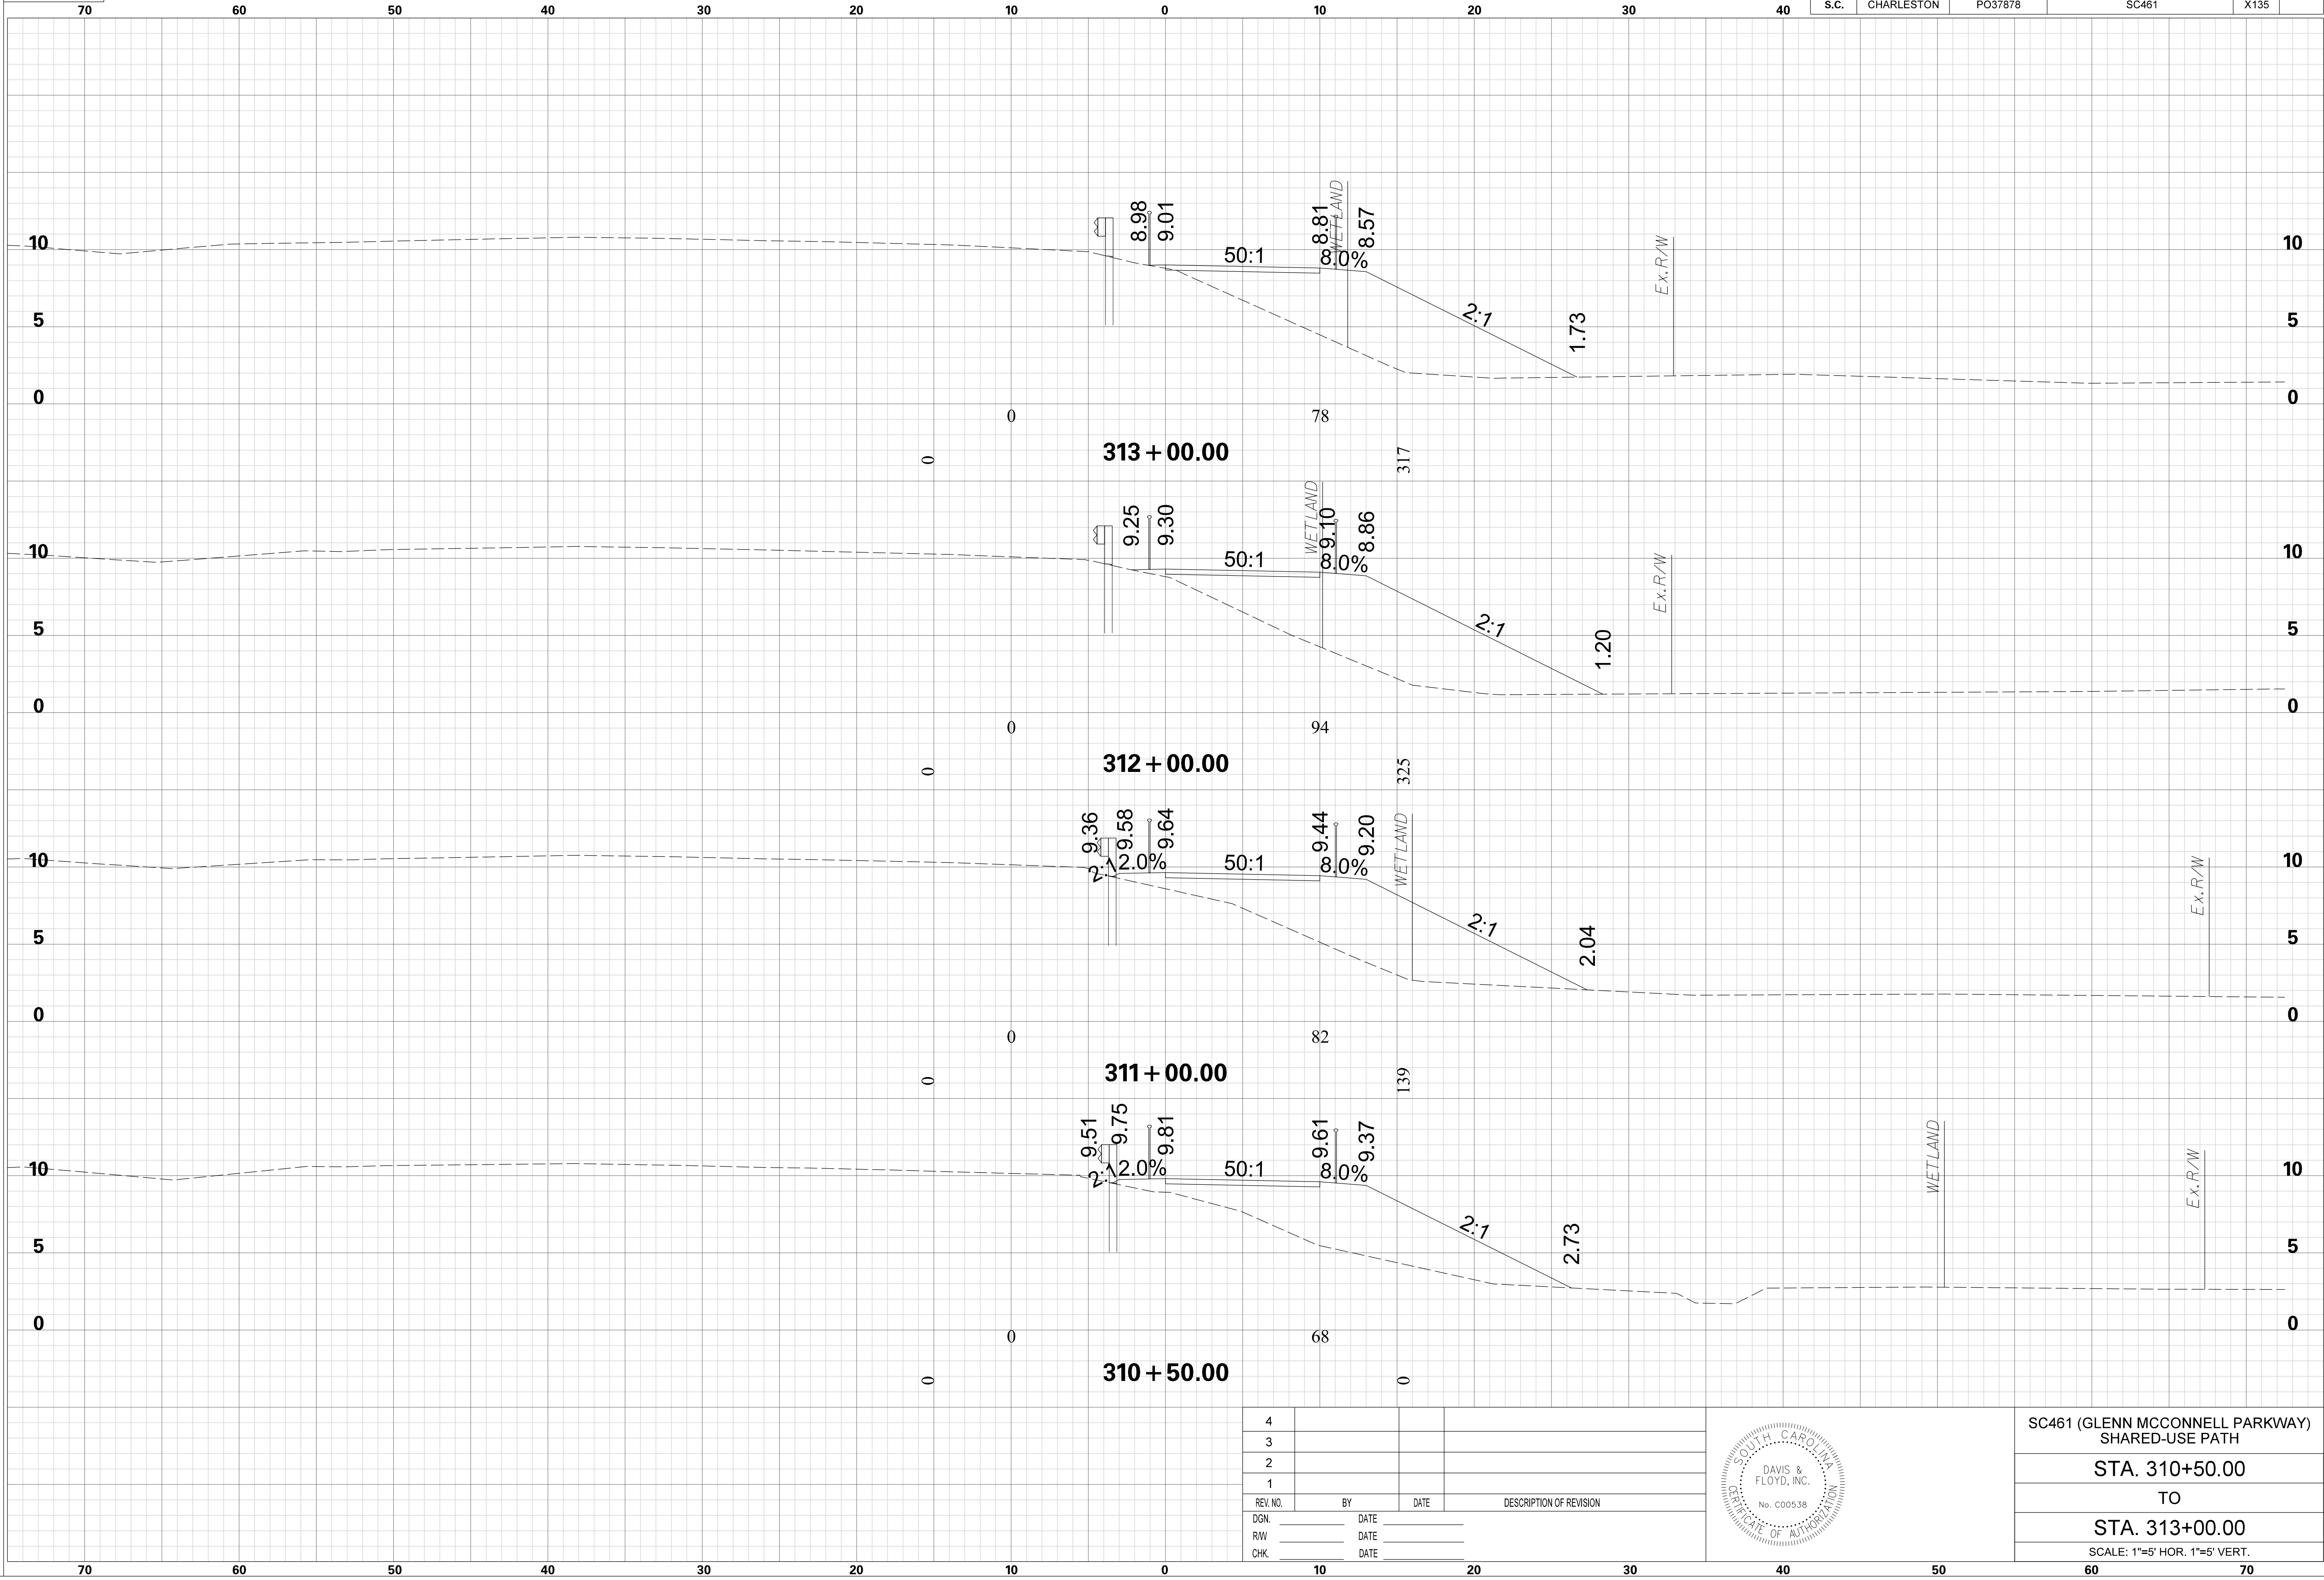 70 60 50 40 30 20 10 0 10 20 30 40
S.C. CHARLESTON PO37878 SC461 X135
8.98
9.01
8.81
WETLAND
8.57
Ex.R/W
10 50:1 8.0% 10
5 2:1 1.73 5
0 0
0 78
313+00.00
0 317
WETLAND
9.25
9.30
9.10
8.86
Ex.R/W
10 50:1 8.0% 10
5 2:1 1.20 5
0 0
0 94
312+00.00
0 325
9.36
9.58
9.64
9.44
9.20
WETLAND
Ex.R/W
10 2:1 2.0% 50:1 8.0% 10
5 2:1 2.04 5
0 0
0 82
311+00.00
0 139
9.51
9.75
9.81
9.61
9.37
WETLAND
Ex.R/W
10 2:1 2.0% 50:1 8.0% 10
5 2:1 2.73 5
0 0
0 68
310+50.00
0 0
4
3
2
1
REV. NO. BY DATE DESCRIPTION OF REVISION
DGN. DATE
R/W DATE
CHK. DATE
SOUTH CAROLINA
DAVIS &
FLOYD, INC.
No. C00538
CERTIFICATE OF AUTHORIZATION
SC461 (GLENN MCCONNELL PARKWAY)
SHARED-USE PATH
STA. 310+50.00
TO
STA. 313+00.00
SCALE: 1"=5' HOR. 1"=5' VERT.
70 60 50 40 30 20 10 0 10 20 30 40 50 60 70